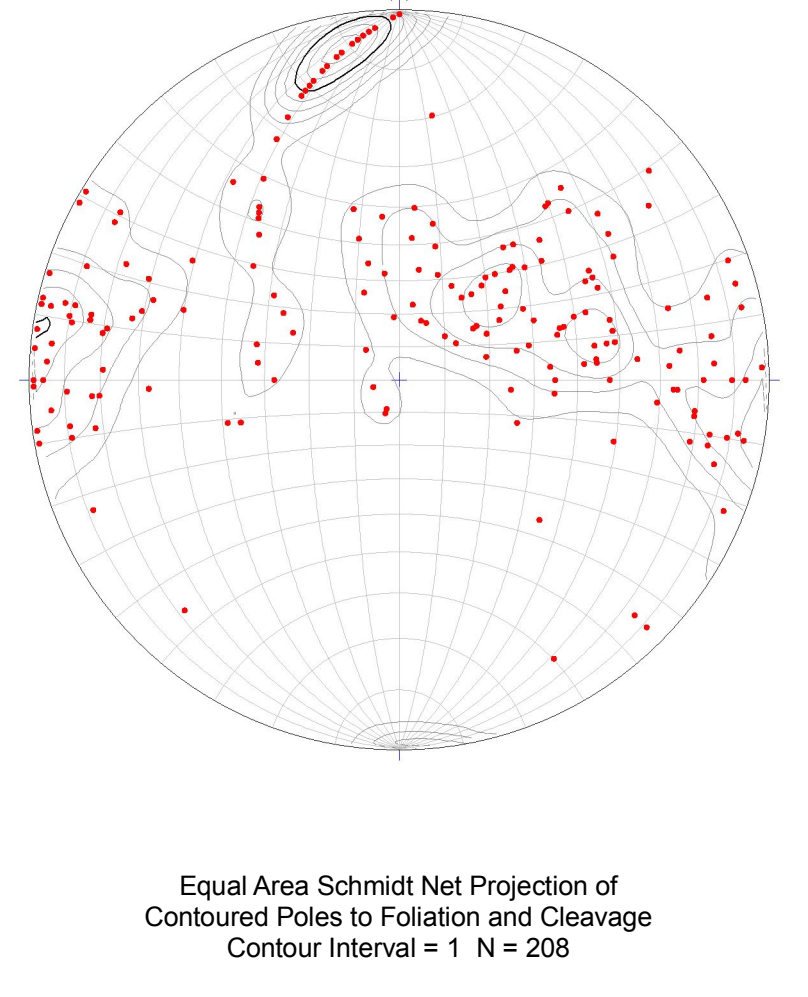 Equal Area Schmidt Net Projection of
Contoured Poles to Foliation and Cleavage
Contour Interval = 1  N = 208